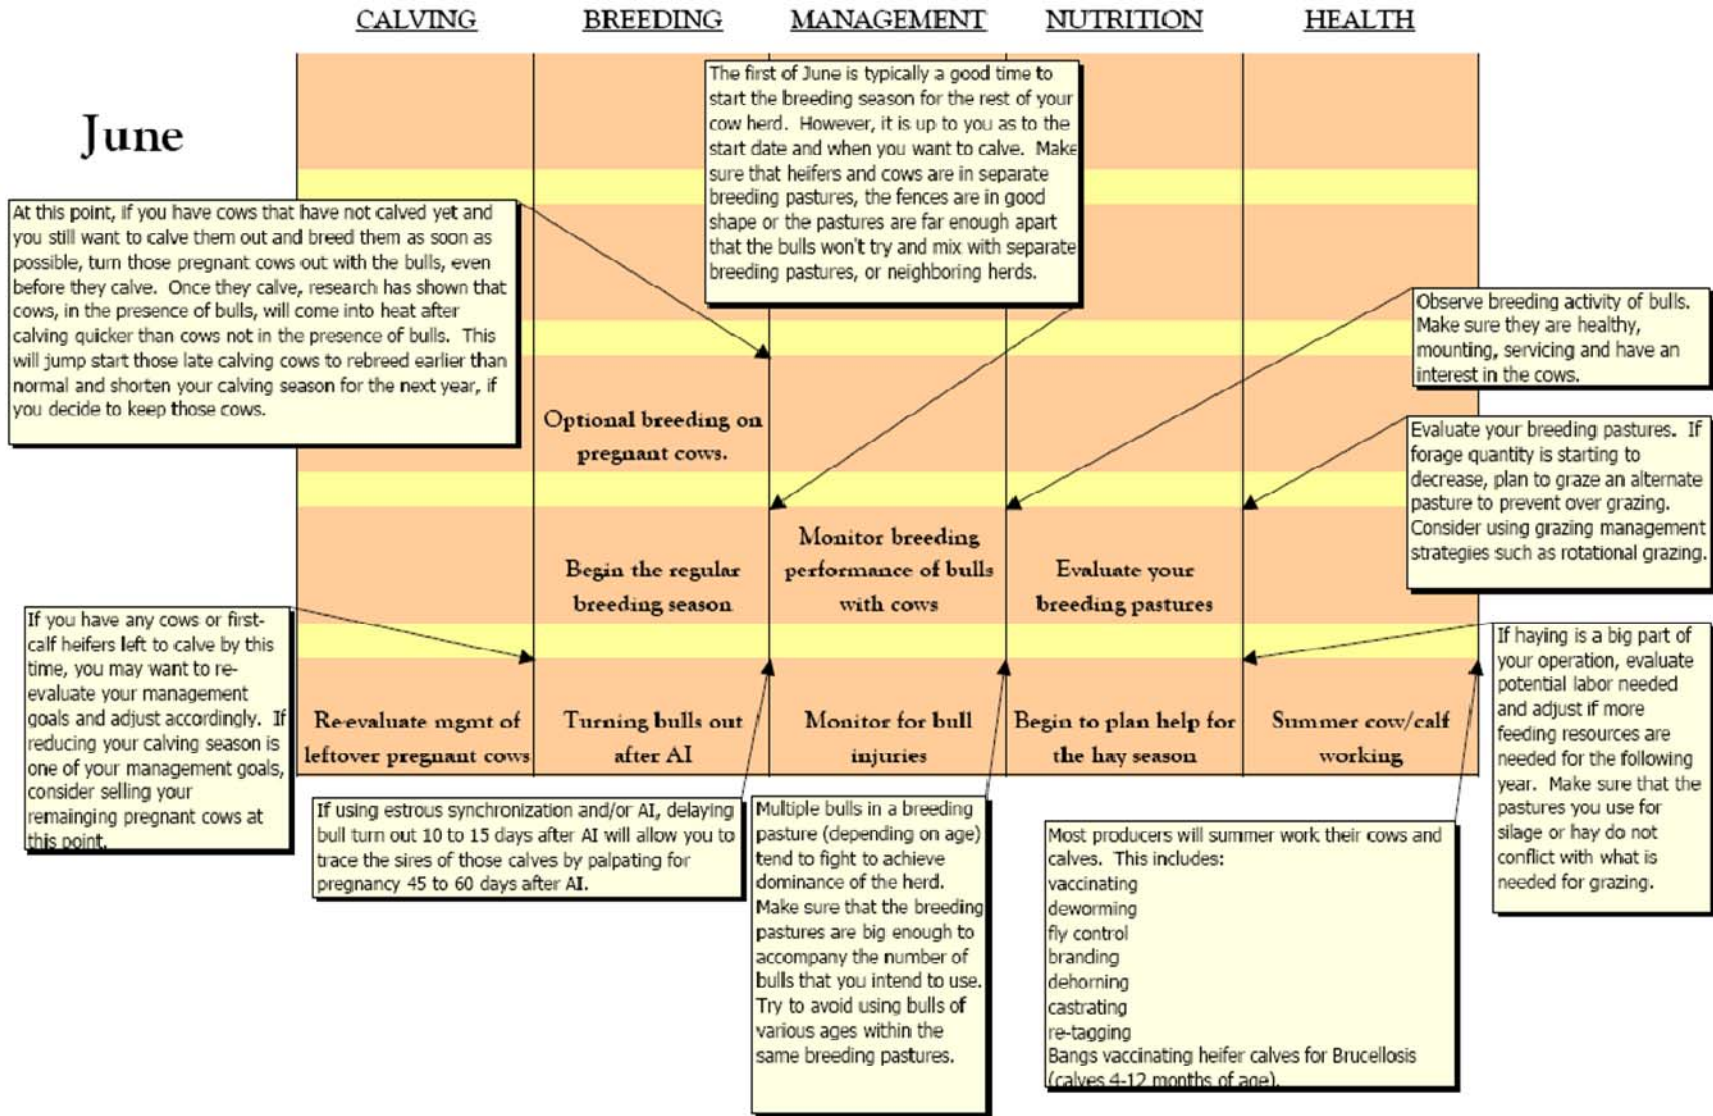 CALVING
BREEDING
MANAGEMENT
NUTRITION
HEALTH
June
The first of June is typically a good time to
start the breeding season for the rest of your
cow herd. However, it is up to you as to the
start date and when you want to calve. Make
sure that heifers and cows are in separate
breeding pastures, the fences are in good
shape or the pastures are far enough apart
that the bulls won't try and mix with separate
breeding pastures, or neighboring herds.
At this point, if you have cows that have not calved yet and
you still want to calve them out and breed them as soon as
possible, turn those pregnant cows out with the bulls, even
before they calve. Once they calve, research has shown that
cows, in the presence of bulls, will come into heat after
calving quicker than cows not in the presence of bulls. This
will jump start those late calving cows to rebreed earlier than
normal and shorten your calving season for the next year, if
you decide to keep those cows.
Observe breeding activity of bulls.
Make sure they are healthy,
mounting, servicing and have an
interest in the cows.
Optional breeding on
pregnant cows.
Evaluate your breeding pastures. If
forage quantity is starting to
decrease, plan to graze an alternate
pasture to prevent over grazing.
Consider using grazing management
strategies such as rotational grazing.
Begin the regular
breeding season
Monitor breeding
performance of bulls
with cows
Evaluate your
breeding pastures
If you have any cows or first-
calf heifers left to calve by this
time, you may want to re-
evaluate your management
goals and adjust accordingly. If
reducing your calving season is
one of your management goals,
consider selling your
remainging pregnant cows at
this point.
If haying is a big part of
your operation, evaluate
potential labor needed
and adjust if more
feeding resources are
needed for the following
year. Make sure that the
pastures you use for
silage or hay do not
conflict with what is
needed for grazing.
Re-evaluate mgmt of
leftover pregnant cows
Turning bulls out
after AI
Monitor for bull
injuries
Begin to plan help for
the hay season
Summer cow/calf
working
If using estrous synchronization and/or AI, delaying
bull turn out 10 to 15 days after AI will allow you to
trace the sires of those calves by palpating for
pregnancy 45 to 60 days after AI.
Multiple bulls in a breeding
pasture (depending on age)
tend to fight to achieve
dominance of the herd.
Make sure that the breeding
pastures are big enough to
accompany the number of
bulls that you intend to use.
Try to avoid using bulls of
various ages within the
same breeding pastures.
Most producers will summer work their cows and
calves. This includes:
vaccinating
deworming
fly control
branding
dehorning
castrating
re-tagging
Bangs vaccinating heifer calves for Brucellosis
(calves 4-12 months of age).